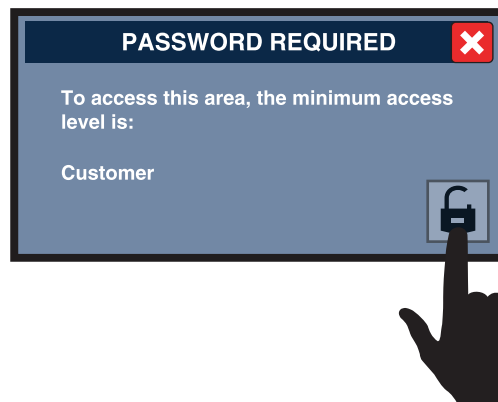 PASSWORD REQUIRED
To access this area, the minimum access
level is:
Customer